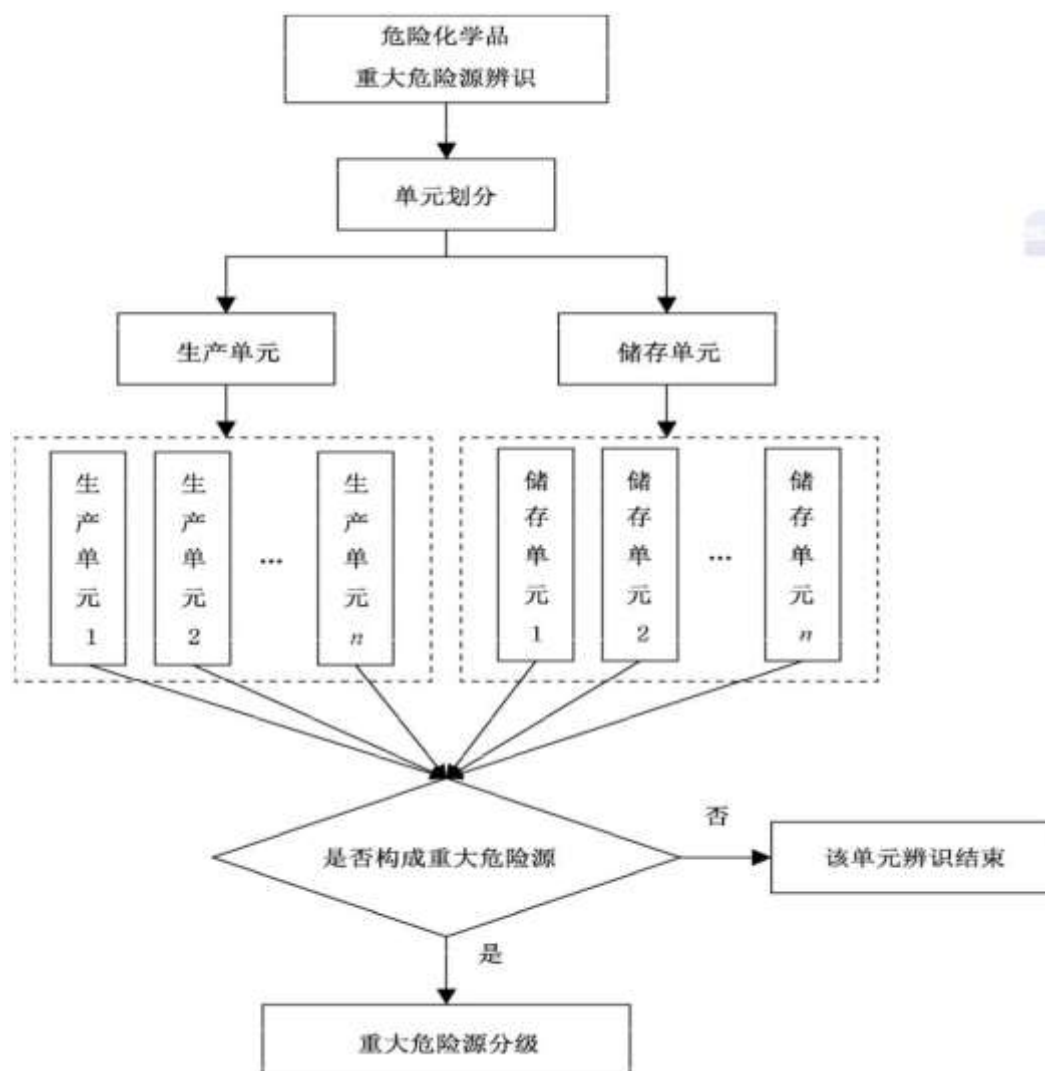 危险化学品
重大危险源辨识
单元划分
生产单元
储存单元
生产单元1
生产单元2
...
生产单元n
储存单元1
储存单元2
...
储存单元n
是否构成重大危险源
否
该单元辨识结束
是
重大危险源分级